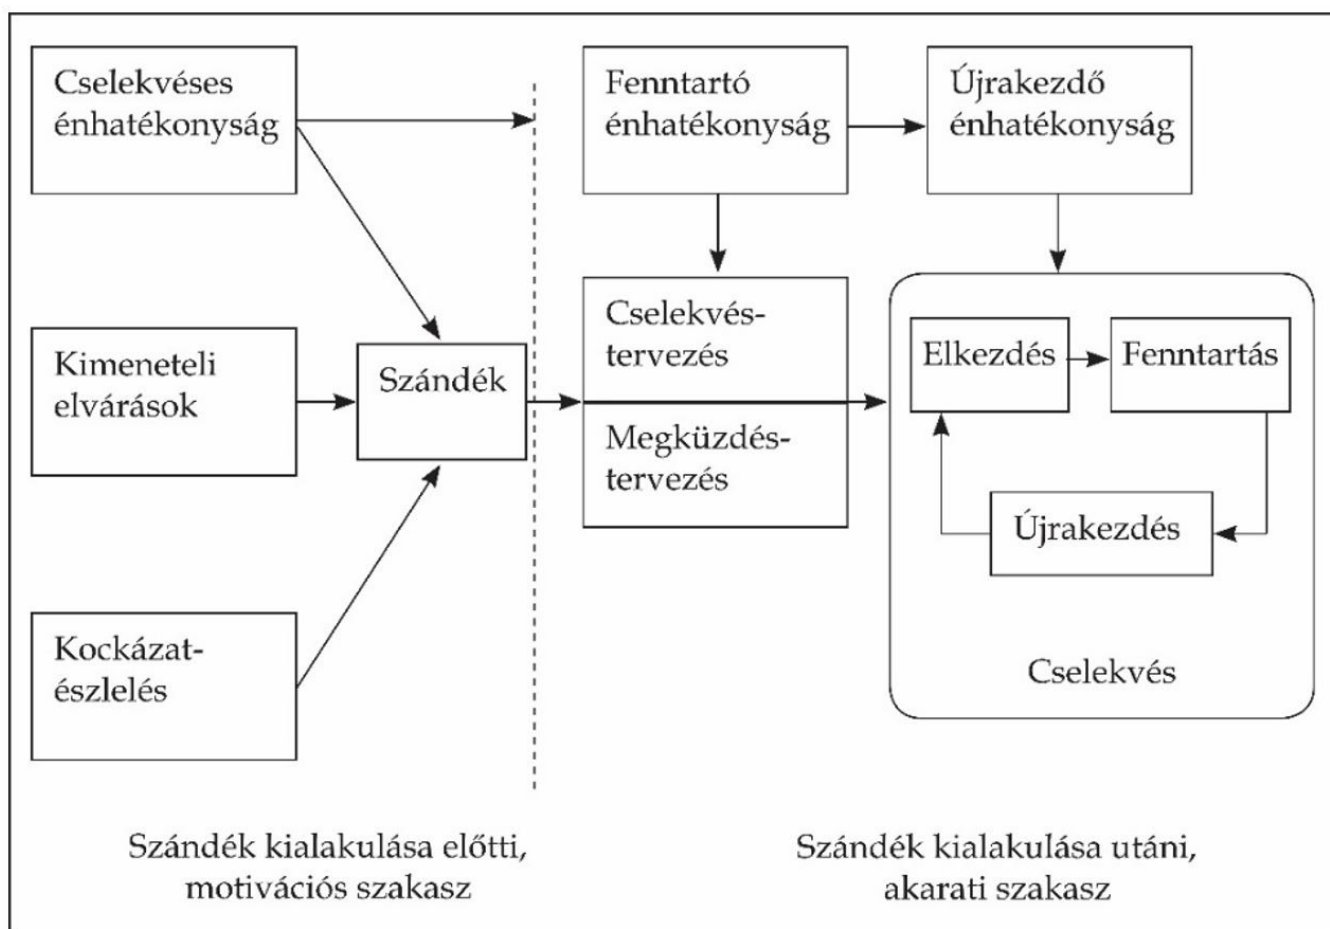 Cselekvéses
énhatékonyság
Fenntartó
énhatékonyság
Újrakezdő
énhatékonyság
Kimeneteli
elvárások
Szándék
Cselekvés-
tervezés
Megküzdés-
tervezés
Elkezdés
Fenntartás
Újrakezdés
Cselekvés
Kockázat-
észlelés
Szándék kialakulása előtti,
motivációs szakasz
Szándék kialakulása utáni,
akarati szakasz